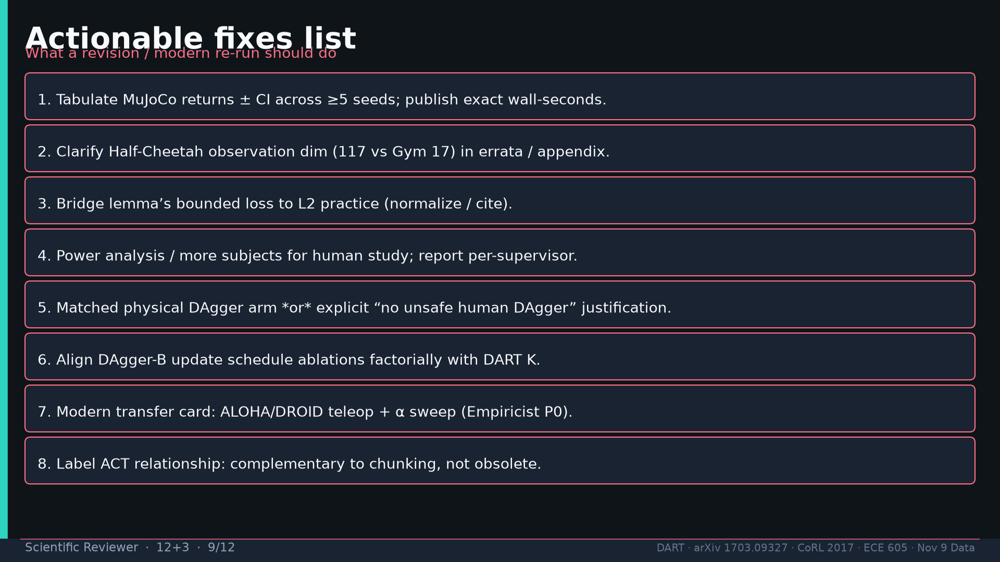 Actionable fixes list
What a revision / modern re-run should do
1. Tabulate MuJoCo returns ± CI across ≥5 seeds; publish exact wall-seconds.
2. Clarify Half-Cheetah observation dim (117 vs Gym 17) in errata / appendix.
3. Bridge lemma’s bounded loss to L2 practice (normalize / cite).
4. Power analysis / more subjects for human study; report per-supervisor.
5. Matched physical DAgger arm *or* explicit “no unsafe human DAgger” justification.
6. Align DAgger-B update schedule ablations factorially with DART K.
7. Modern transfer card: ALOHA/DROID teleop + α sweep (Empiricist P0).
8. Label ACT relationship: complementary to chunking, not obsolete.
Scientific Reviewer · 12+3 · 9/12
DART · arXiv 1703.09327 · CoRL 2017 · ECE 605 · Nov 9 Data